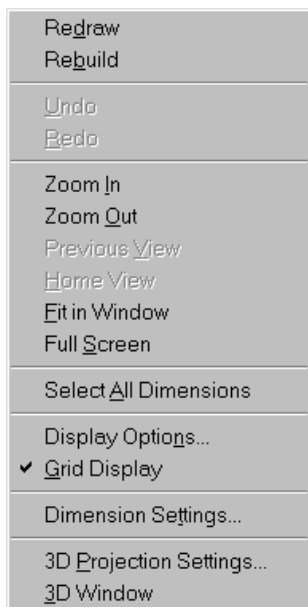 Redraw
Rebuild
Undo
Redo
Zoom In
Zoom Out
Previous View
Home View
Fit in Window
Full Screen
Select All Dimensions
Display Options...
Grid Display
Dimension Settings...
3D Projection Settings...
3D Window